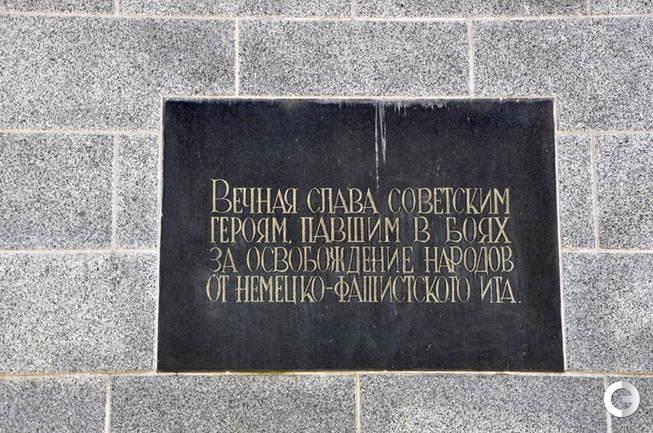 Вечная слава советским
героям, павшим в боях
за освобождение народов
от немецко-фашистского ига.